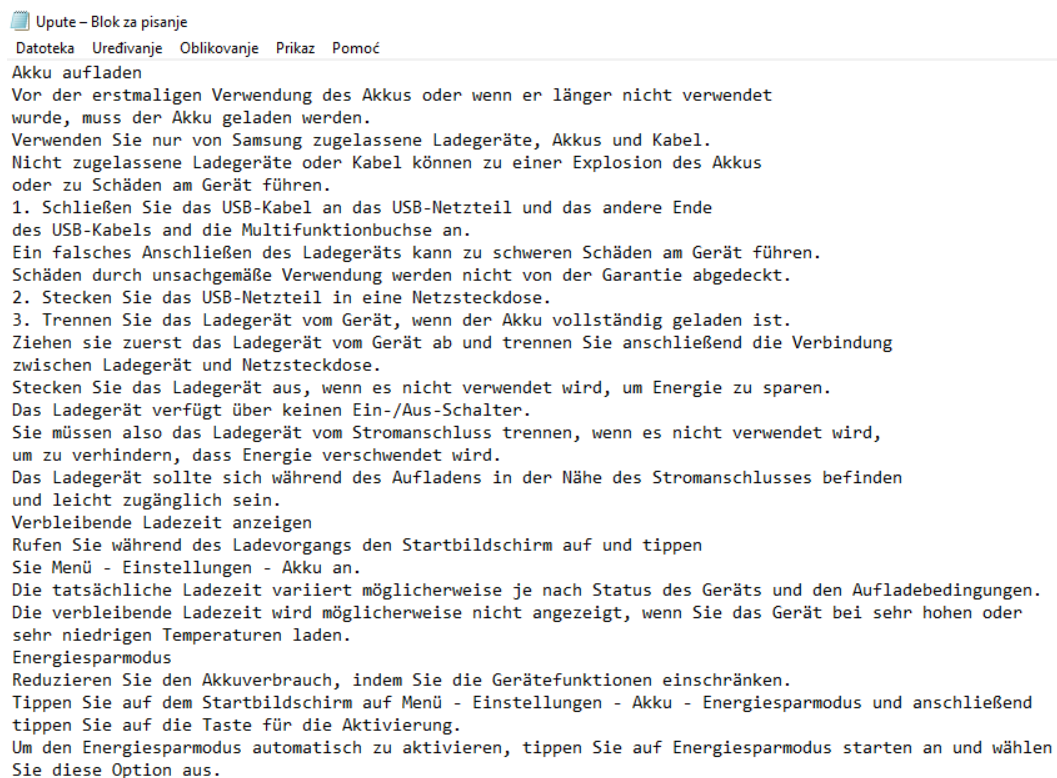 Upute – Blok za pisanje
Datoteka Uređivanje Oblikovanje Prikaz Pomoć
Akku aufladen
Vor der erstmaligen Verwendung des Akkus oder wenn er länger nicht verwendet
wurde, muss der Akku geladen werden.
Verwenden Sie nur von Samsung zugelassene Ladegeräte, Akkus und Kabel.
Nicht zugelassene Ladegeräte oder Kabel können zu einer Explosion des Akkus
oder zu Schäden am Gerät führen.
1. Schließen Sie das USB-Kabel an das USB-Netzteil und das andere Ende
des USB-Kabels and die Multifunktionbuchse an.
Ein falsches Anschließen des Ladegeräts kann zu schweren Schäden am Gerät führen.
Schäden durch unsachgemäße Verwendung werden nicht von der Garantie abgedeckt.
2. Stecken Sie das USB-Netzteil in eine Netzsteckdose.
3. Trennen Sie das Ladegerät vom Gerät, wenn der Akku vollständig geladen ist.
Ziehen sie zuerst das Ladegerät vom Gerät ab und trennen Sie anschließend die Verbindung
zwischen Ladegerät und Netzsteckdose.
Stecken Sie das Ladegerät aus, wenn es nicht verwendet wird, um Energie zu sparen.
Das Ladegerät verfügt über keinen Ein-/Aus-Schalter.
Sie müssen also das Ladegerät vom Stromanschluss trennen, wenn es nicht verwendet wird,
um zu verhindern, dass Energie verschwendet wird.
Das Ladegerät sollte sich während des Aufladens in der Nähe des Stromanschlusses befinden
und leicht zugänglich sein.
Verbleibende Ladezeit anzeigen
Rufen Sie während des Ladevorgangs den Startbildschirm auf und tippen
Sie Menü - Einstellungen - Akku an.
Die tatsächliche Ladezeit variiert möglicherweise je nach Status des Geräts und den Aufladebedingungen.
Die verbleibende Ladezeit wird möglicherweise nicht angezeigt, wenn Sie das Gerät bei sehr hohen oder
sehr niedrigen Temperaturen laden.
Energiesparmodus
Reduzieren Sie den Akkuverbrauch, indem Sie die Gerätefunktionen einschränken.
Tippen Sie auf dem Startbildschirm auf Menü - Einstellungen - Akku - Energiesparmodus und anschließend
tippen Sie auf die Taste für die Aktivierung.
Um den Energiesparmodus automatisch zu aktivieren, tippen Sie auf Energiesparmodus starten an und wählen
Sie diese Option aus.